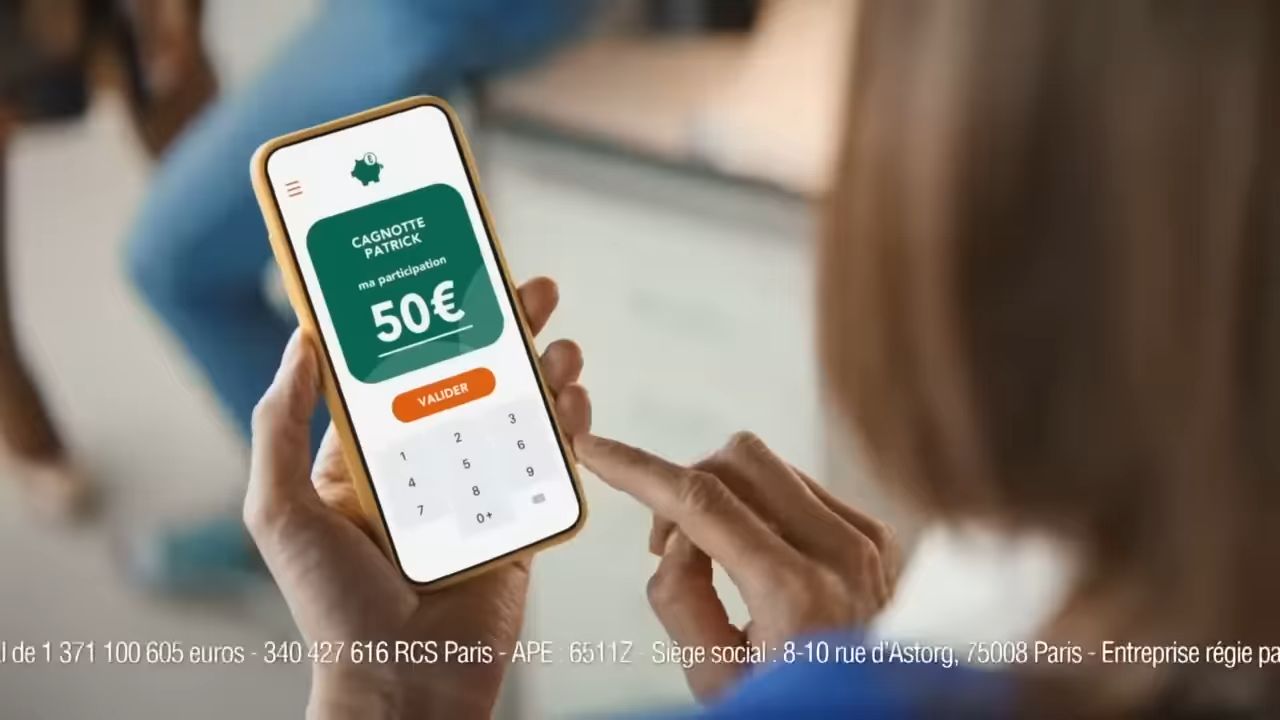 CAGNOTTE
PATRICK
ma participation
50€
VALIDER
1 2 3
4 5 6
7 8 9
0+
de 1 371 100 605 euros - 340 427 616 RCS Paris - APE : 6511Z - Siège social : 8-10 rue d'Astorg, 75008 Paris - Entreprise régie pa